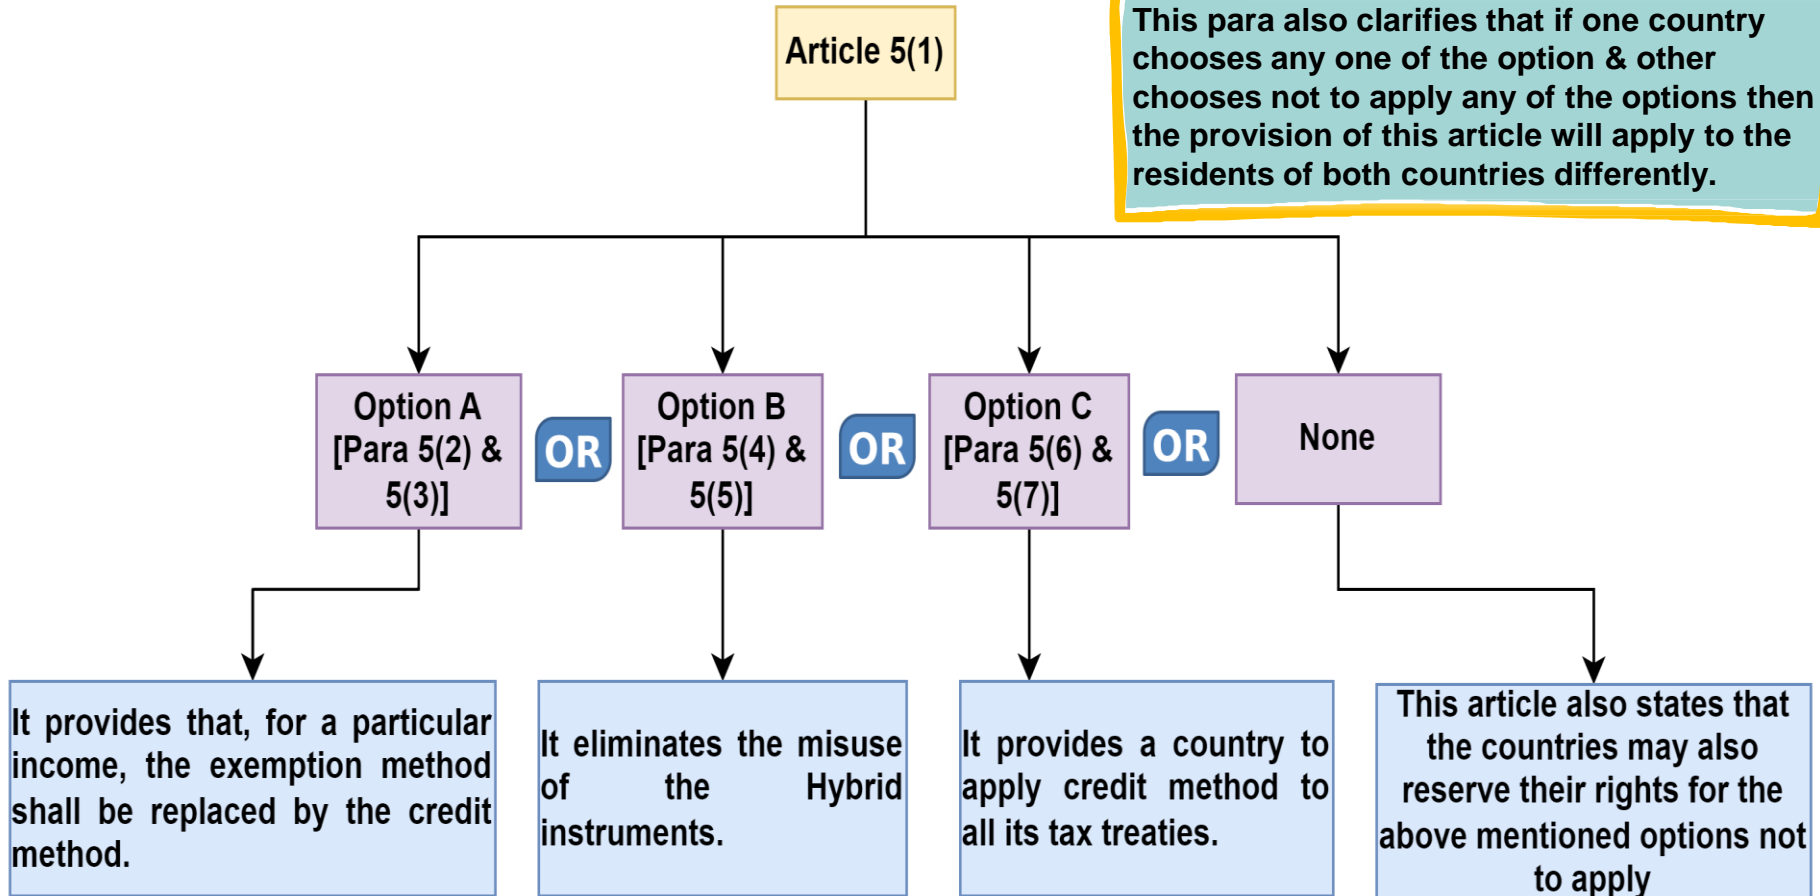 Article 5(1)
This para also clarifies that if one country
chooses any one of the option & other
chooses not to apply any of the options then
the provision of this article will apply to the
residents of both countries differently.
Option A
[Para 5(2) &
5(3)]
OR
Option B
[Para 5(4) &
5(5)]
OR
Option C
[Para 5(6) &
5(7)]
OR
None
It provides that, for a particular
income, the exemption method
shall be replaced by the credit
method.
It eliminates the misuse
of the Hybrid
instruments.
It provides a country to
apply credit method to
all its tax treaties.
This article also states that
the countries may also
reserve their rights for the
above mentioned options not
to apply